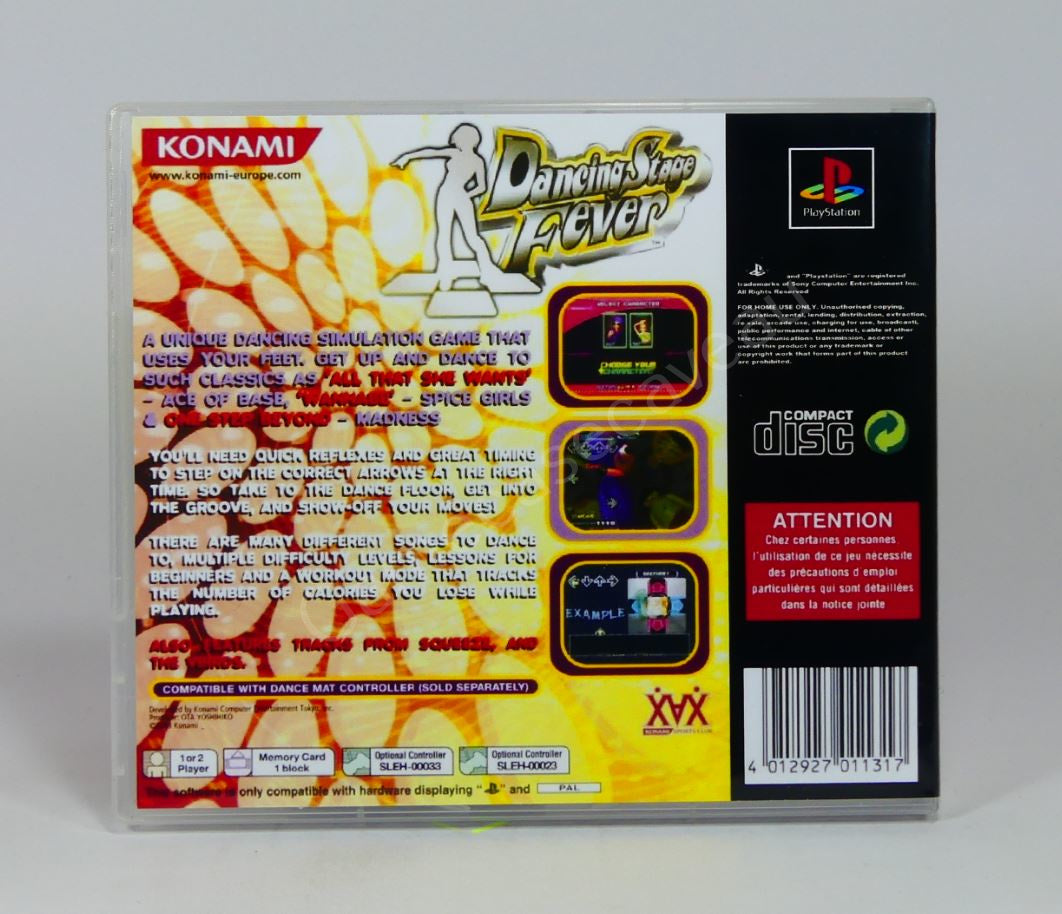 KONAMI
www.konami-europe.com
Dancing Stage
Fever
TM
A UNIQUE DANCING SIMULATION GAME THAT
USES YOUR FEET. GET UP AND DANCE TO
SUCH CLASSICS AS "ALL THAT SHE WANTS"
- ACE OF BASE, "WANNABE" - SPICE GIRLS
& ONE STEP BEYOND - MADNESS
YOU'LL NEED QUICK REFLEXES AND GREAT TIMING
TO STEP ON THE CORRECT ARROWS AT THE RIGHT
TIME. SO TAKE TO THE DANCE FLOOR, GET INTO
THE GROOVE, AND SHOW-OFF YOUR MOVES!
THERE ARE MANY DIFFERENT SONGS TO DANCE
TO, MULTIPLE DIFFICULTY LEVELS, LESSONS FOR
BEGINNERS AND A WORKOUT MODE THAT TRACKS
THE NUMBER OF CALORIES YOU LOSE WHILE
PLAYING.
ALSO FEATURES TRACKS FROM SQUEEZE, AND
THE
COMPATIBLE WITH DANCE MAT CONTROLLER (SOLD SEPARATELY)
Developed by Konami Computer Entertainment Tokyo, Inc.
Producer: OTA YOSHIHIKO
Konami
1 or 2
Player
Memory Card
1 block
Optional Controller
SLEH-00033
Optional Controller
SLEH-00023
This software is only compatible with hardware displaying " " and PAL
SELECT CHARACTER
CHOOSE YOUR
CHARACTER
1110
EXAMPLE
KONAMI SPORTS CLUB
PlayStation
and "Playstation" are registered
trademarks of Sony Computer Entertainment Inc.
All Rights Reserved
FOR HOME USE ONLY. Unauthorised copying,
adaptation, rental, lending, distribution, extraction,
re-sale, arcade use, charging for use, broadcast,
public performance and internet, cable of other
telecommunications transmission, access or
use of this product or any trademark or
copyright work that forms part of this product
are prohibited.
COMPACT
disc
ATTENTION
Chez certaines personnes,
l'utilisation de ce jeu nécessite
des précautions d emploi
particulières qui sont détaillées
dans la notice jointe
4 012927 011317